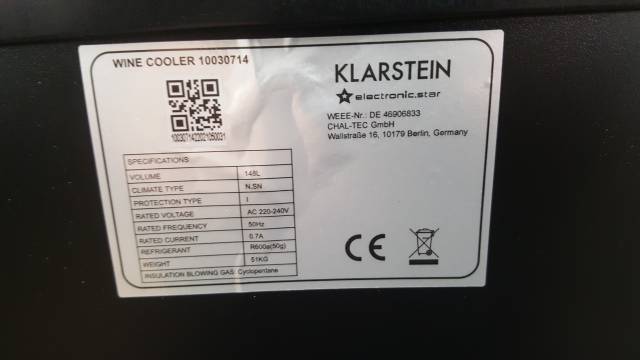 WINE COOLER 10030714
1003071422021050031
KLARSTEIN
electronic.star
WEEE-Nr.: DE 46906833
CHAL-TEC GmbH
Wallstraße 16, 10179 Berlin, Germany
SPECIFICATIONS
VOLUME 148L
CLIMATE TYPE N,SN
PROTECTION TYPE I
RATED VOLTAGE AC 220-240V
RATED FREQUENCY 50Hz
RATED CURRENT 0.7A
REFRIGERANT R600a(50g)
WEIGHT 51KG
INSULATION BLOWING GAS: Cyclopentane
CE